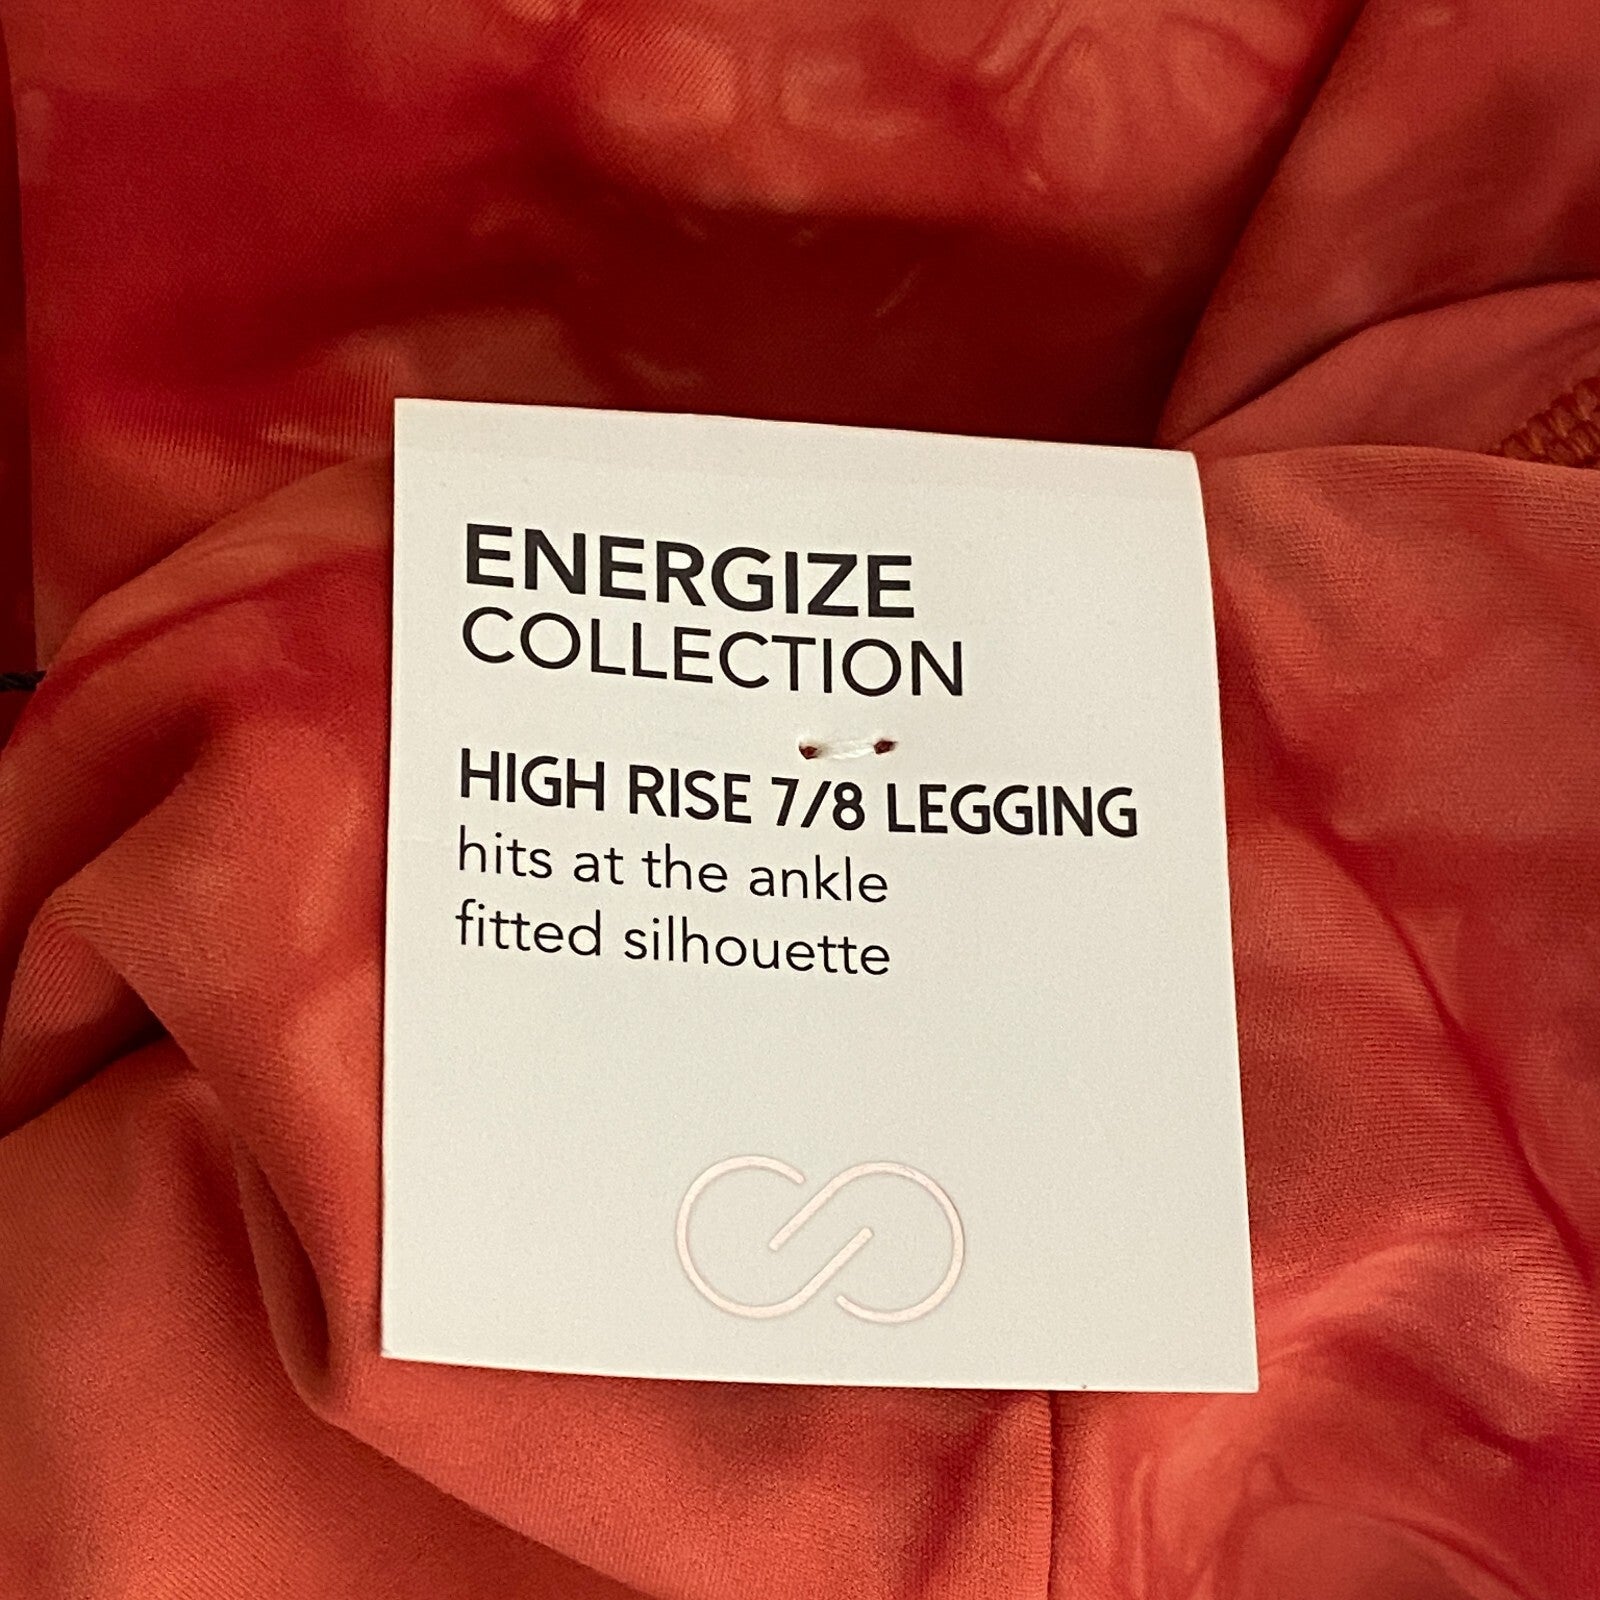 ENERGIZE
COLLECTION
HIGH RISE 7/8 LEGGING
hits at the ankle
fitted silhouette